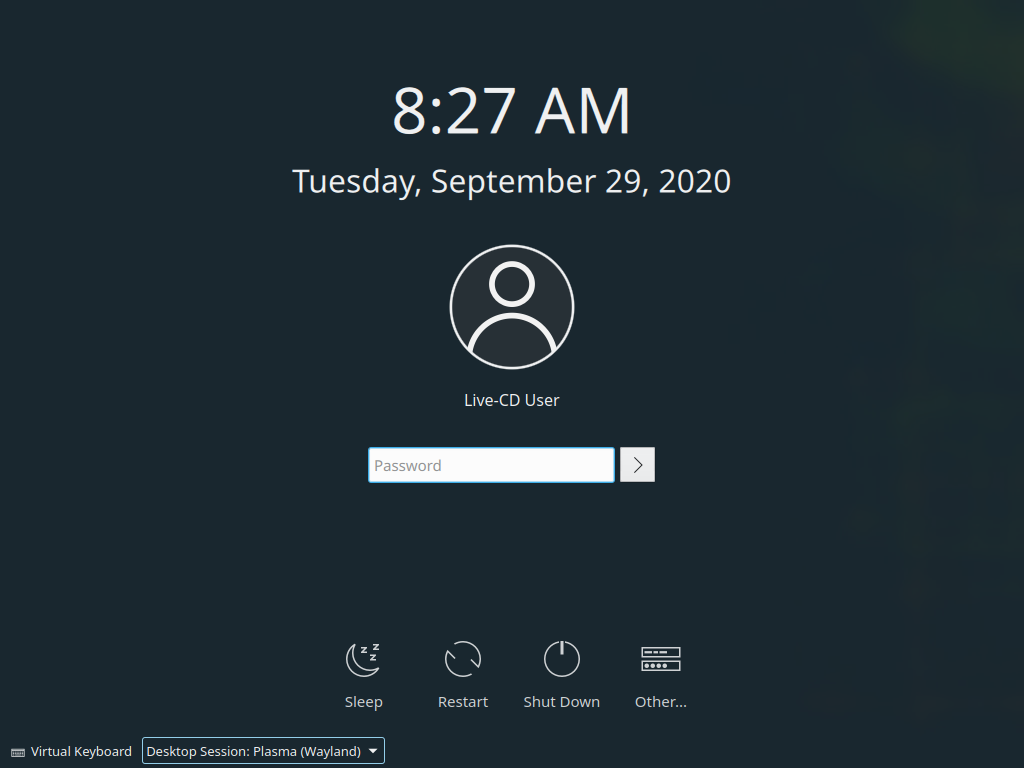 8:27 AM
Tuesday, September 29, 2020
Live-CD User
Password
Sleep
Restart
Shut Down
Other...
Virtual Keyboard
Desktop Session: Plasma (Wayland)